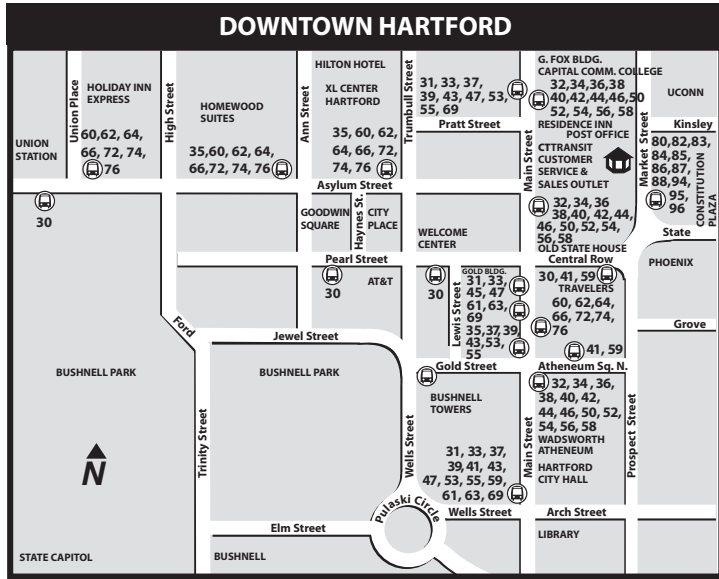 DOWNTOWN HARTFORD
Union Place
HOLIDAY INN
EXPRESS
60,62, 64,
66, 72, 74,
76
UNION
STATION
30
High Street
HOMEWOOD
SUITES
35,60, 62, 64,
66,72, 74, 76
Ann Street
HILTON HOTEL
XL CENTER
HARTFORD
35, 60, 62,
64, 66, 72,
74, 76
Trumbull Street
31, 33, 37,
39, 43, 47, 53,
55, 69
Pratt Street
Main Street
G. FOX BLDG.
CAPITAL COMM. COLLEGE
32,34,36,38
40,42,44,46,50
52, 54, 56, 58
RESIDENCE INN
POST OFFICE
CTTRANSIT
CUSTOMER
SERVICE &
SALES OUTLET
32, 34, 36
38,40, 42, 44,
46, 50, 52, 54,
56,58
OLD STATE HOUSE
Market Street
UCONN
Kinsley
80,82,83,
84,85,
86,87,
88,94,
95,
96
CONSTITUTION
PLAZA
State
Asylum Street
GOODWIN
SQUARE
Haynes St.
CITY
PLACE
WELCOME
CENTER
Pearl Street
30
AT&T
30
Lewis Street
GOLD BLDG.
31, 33,
45, 47
61, 63,
69
35,37,39,
43,53,
55
Central Row
30, 41, 59
TRAVELERS
60, 62,64,
66, 72,74,
76
41, 59
PHOENIX
Grove
Ford
Jewel Street
BUSHNELL PARK
BUSHNELL PARK
Gold Street
Atheneum Sq. N.
BUSHNELL
TOWERS
32, 34 , 36,
38, 40, 42,
44, 46, 50, 52,
54, 56, 58
WADSWORTH
ATHENEUM
HARTFORD
CITY HALL
Trinity Street
Wells Street
Main Street
Prospect Street
31, 33, 37,
39, 41, 43,
47, 53, 55, 59,
61, 63, 69
N
Pulaski Circle
Wells Street
Arch Street
Elm Street
LIBRARY
STATE CAPITOL
BUSHNELL